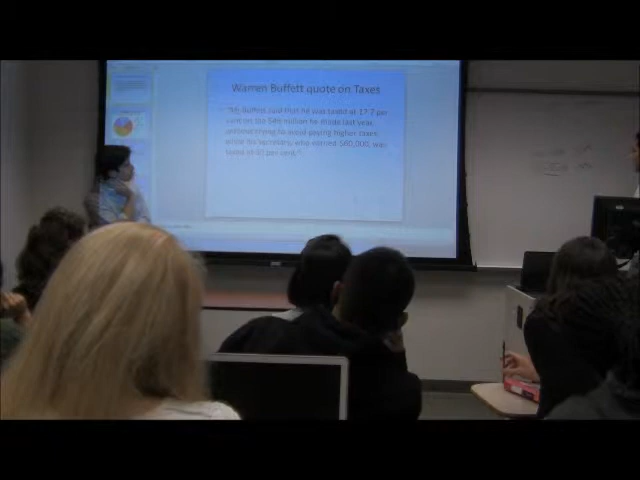 Warren Buffett quote on Taxes
"Mr Buffett said that he was taxed at 17.7 per
cent on the $46 million he made last year,
without trying to avoid paying higher taxes,
while his secretary, who earned $60,000, was
taxed at 30 per cent."